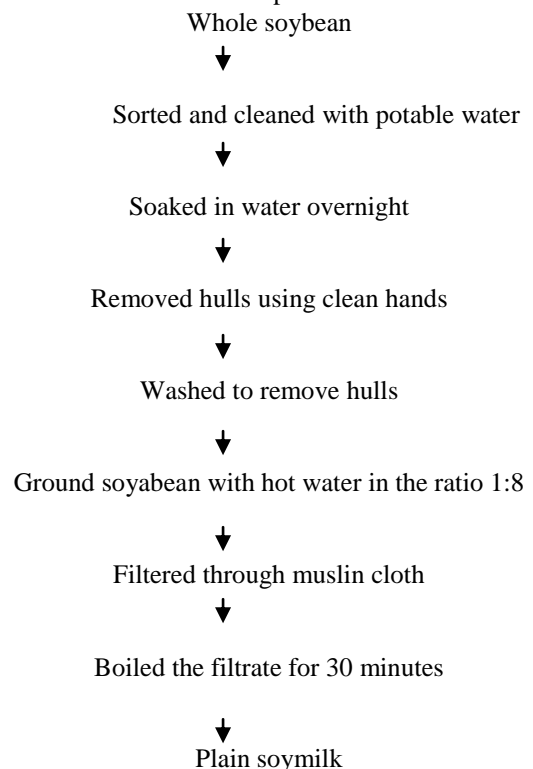 Whole soybean
Sorted and cleaned with potable water
Soaked in water overnight
Removed hulls using clean hands
Washed to remove hulls
Ground soyabean with hot water in the ratio 1:8
Filtered through muslin cloth
Boiled the filtrate for 30 minutes
Plain soymilk